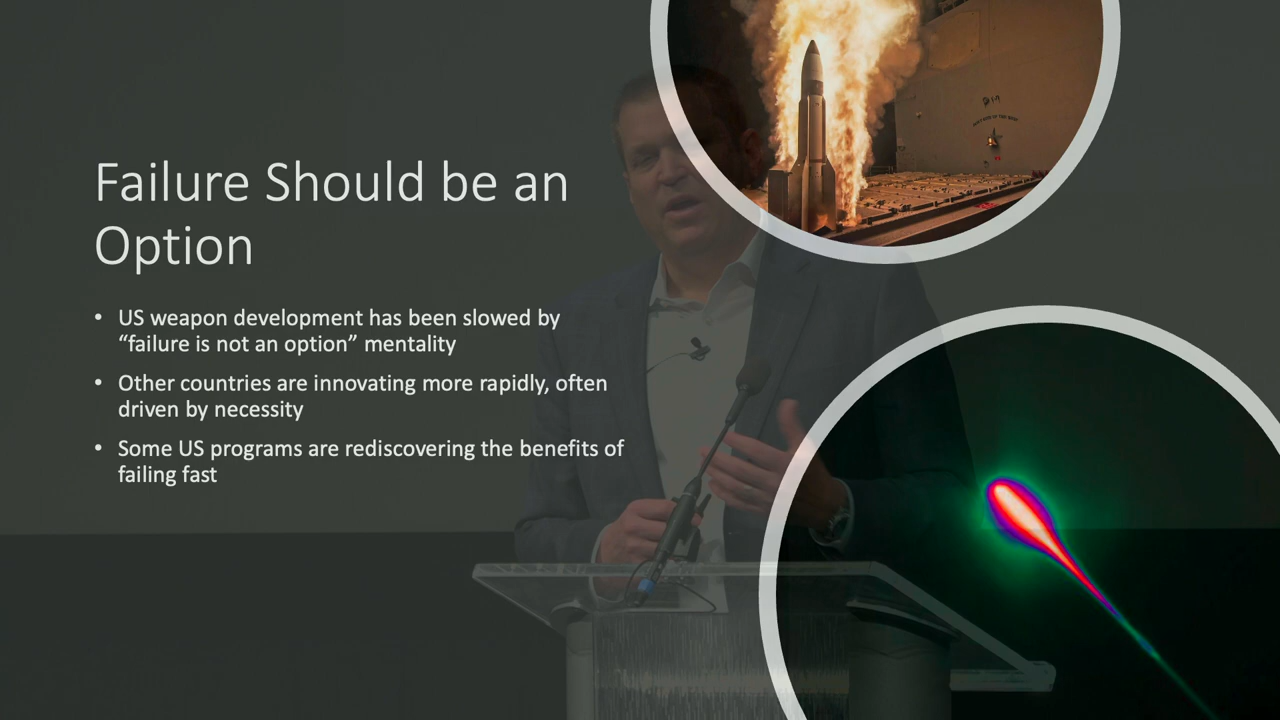 Failure Should be an
Option
• US weapon development has been slowed by
“failure is not an option” mentality
• Other countries are innovating more rapidly, often
driven by necessity
• Some US programs are rediscovering the benefits of
failing fast